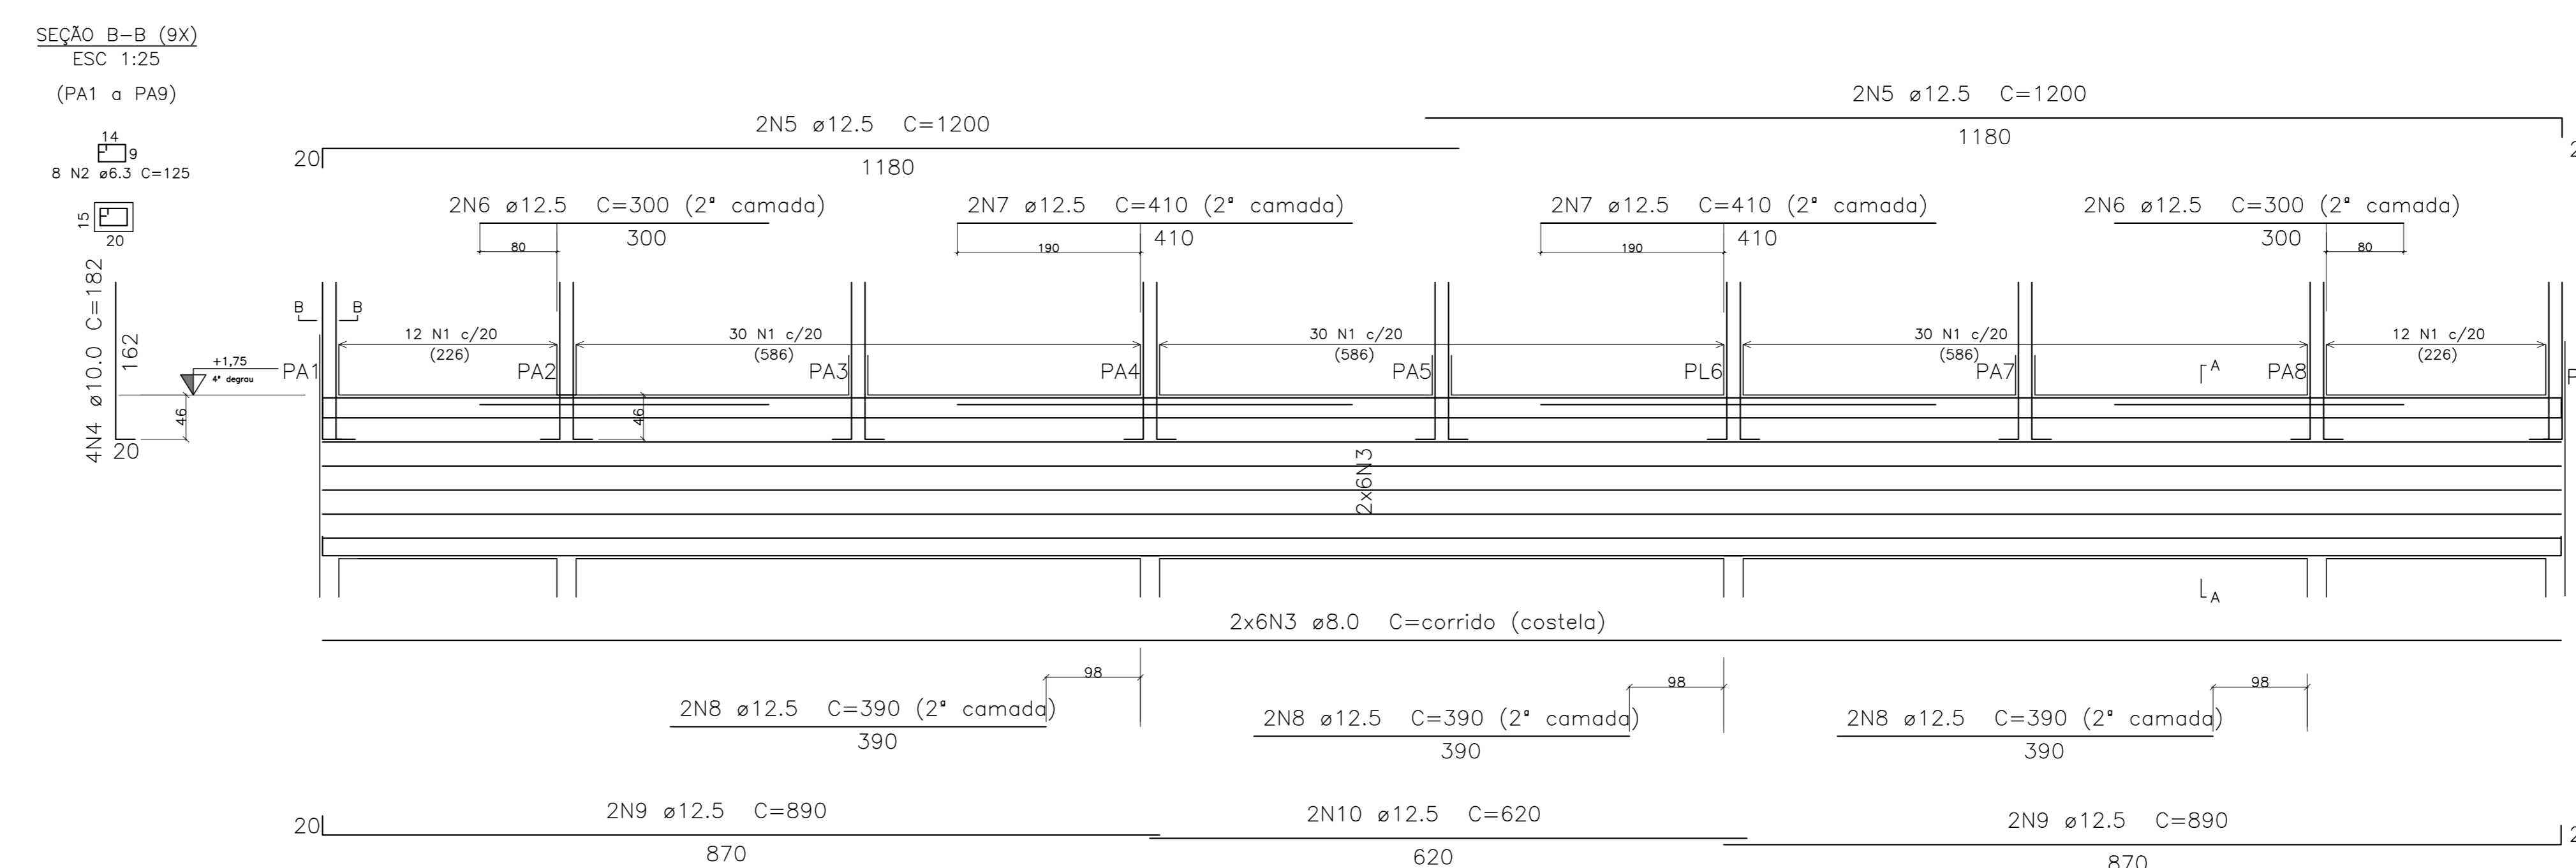 SEÇÃO B-B (9X)
ESC 1:25
(PA1 a PA9)
14
9
8 N2 ø6.3 C=125
15
20
4N4 ø10.0 C=182
162
20
46
+1,75
4° degrau
2N5 ø12.5 C=1200
20
1180
2N5 ø12.5 C=1200
1180
2
2N6 ø12.5 C=300 (2ª camada)
80
300
2N7 ø12.5 C=410 (2ª camada)
190
410
2N7 ø12.5 C=410 (2ª camada)
190
410
2N6 ø12.5 C=300 (2ª camada)
300
80
B B
12 N1 c/20
(226)
30 N1 c/20
(586)
30 N1 c/20
(586)
30 N1 c/20
(586)
12 N1 c/20
(226)
PA1
PA2
PA3
PA4
PA5
PL6
PA7
A
PA8
P
46
2x6N3
A
2x6N3 ø8.0 C=corrido (costela)
98
98
98
2N8 ø12.5 C=390 (2ª camada)
390
2N8 ø12.5 C=390 (2ª camada)
390
2N8 ø12.5 C=390 (2ª camada)
390
2N9 ø12.5 C=890
20
870
2N10 ø12.5 C=620
620
2N9 ø12.5 C=890
2
870